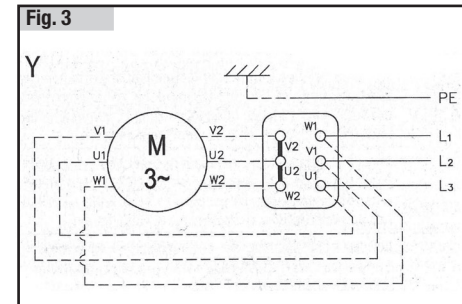 Fig. 3
Y
PE
V1 M V2 W1 L1
V2 V1
U1 U2 L2
3~ U2 U1
W1 W2 L3
W2